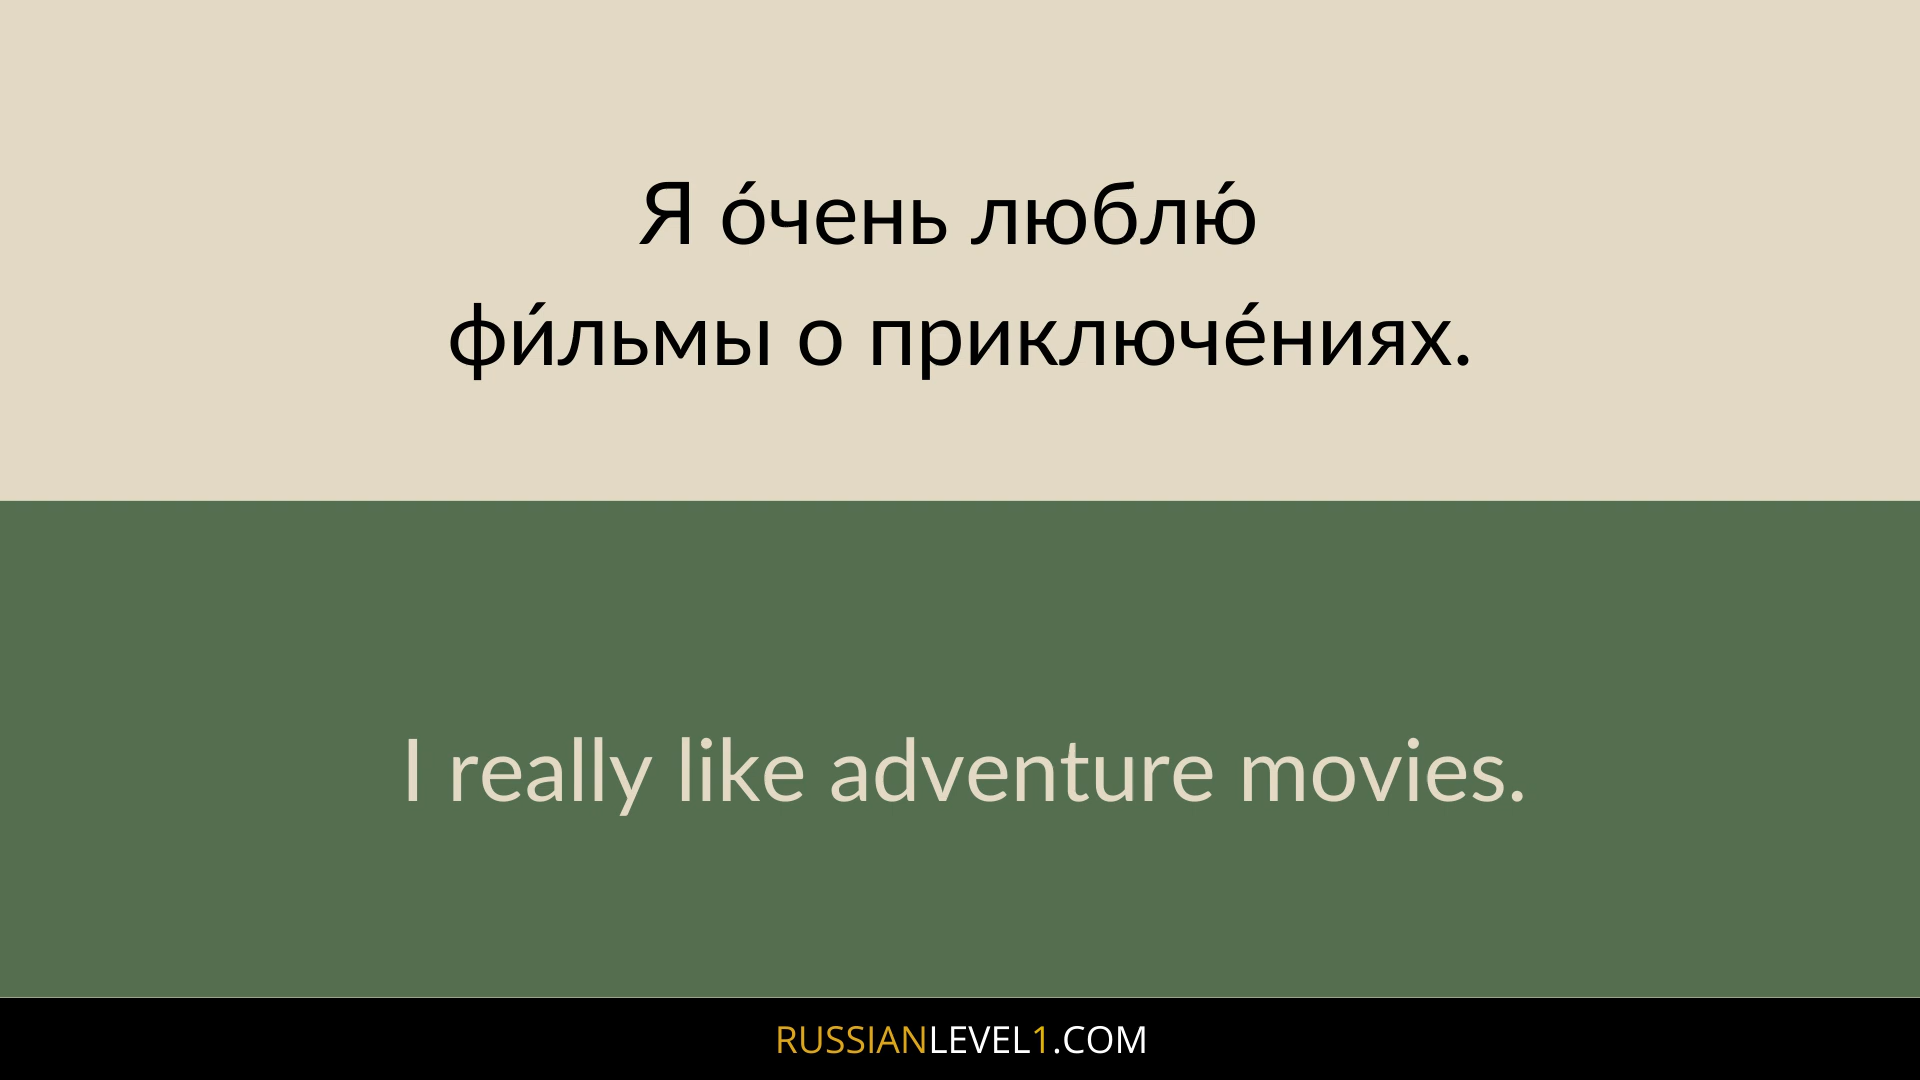 Я о́чень люблю́
фи́льмы о приключе́ниях.
I really like adventure movies.
RUSSIANLEVEL1.COM